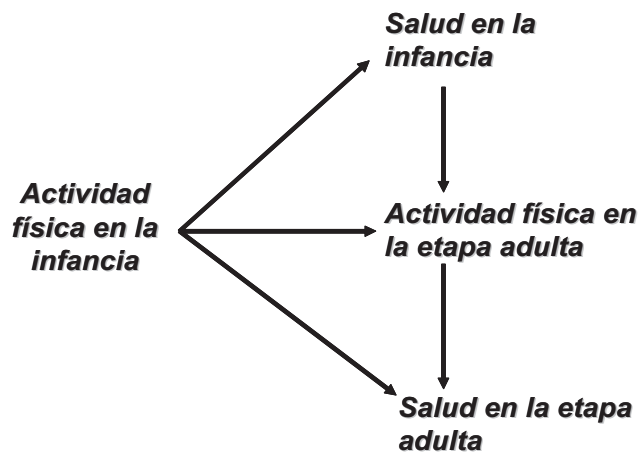 Salud en la
infancia
Actividad
física en la
infancia
Actividad física en
la etapa adulta
Salud en la etapa
adulta